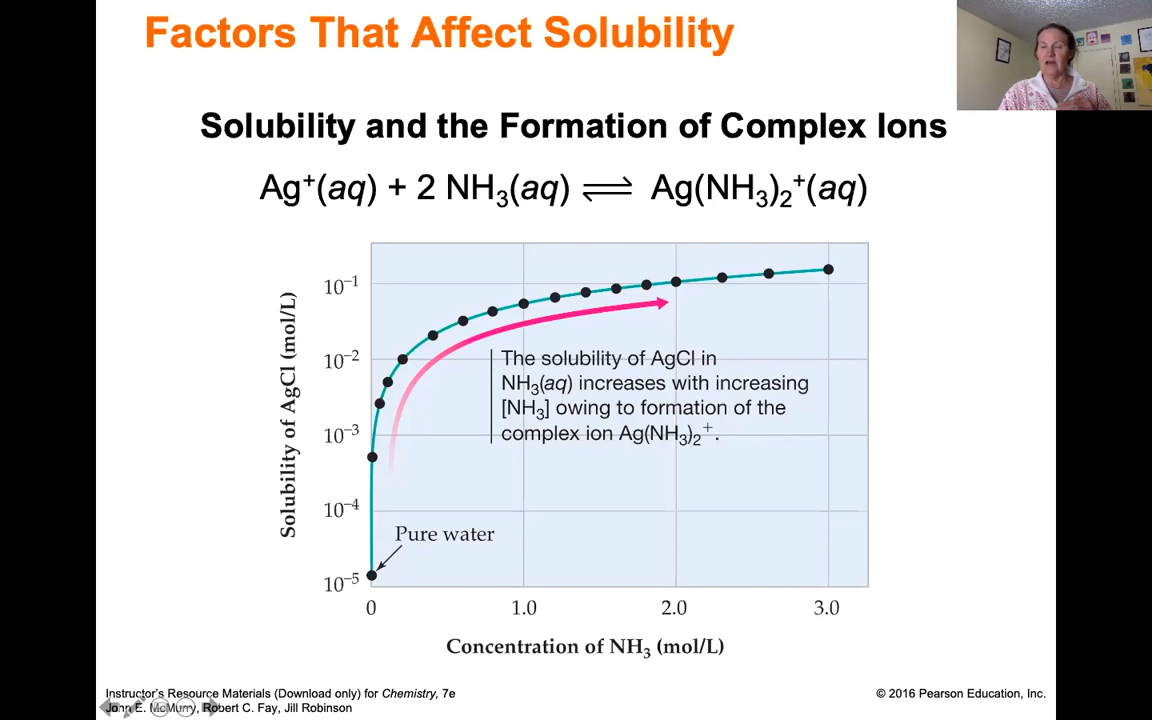 Factors That Affect Solubility
Solubility and the Formation of Complex Ions
Ag⁺(aq) + 2 NH₃(aq) ⇌ Ag(NH₃)₂⁺(aq)
Solubility of AgCl (mol/L)
10⁻¹
10⁻²
10⁻³
10⁻⁴
10⁻⁵
The solubility of AgCl in
NH₃(aq) increases with increasing
[NH₃] owing to formation of the
complex ion Ag(NH₃)₂⁺.
Pure water
0 1.0 2.0 3.0
Concentration of NH₃ (mol/L)
Instructor's Resource Materials (Download only) for Chemistry, 7e
John E. McMurry, Robert C. Fay, Jill Robinson
© 2016 Pearson Education, Inc.